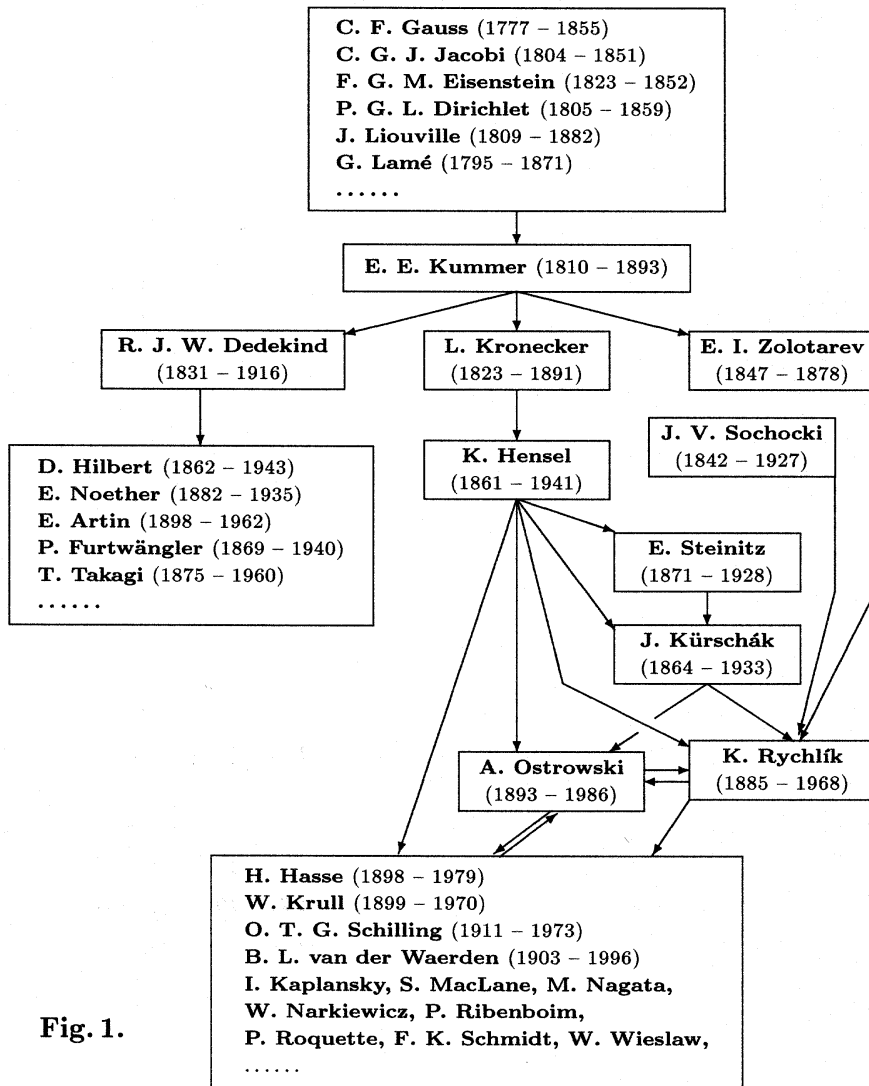 C. F. Gauss (1777 – 1855)
C. G. J. Jacobi (1804 – 1851)
F. G. M. Eisenstein (1823 – 1852)
P. G. L. Dirichlet (1805 – 1859)
J. Liouville (1809 – 1882)
G. Lamé (1795 – 1871)
......
E. E. Kummer (1810 – 1893)
R. J. W. Dedekind
(1831 – 1916)
L. Kronecker
(1823 – 1891)
E. I. Zolotarev
(1847 – 1878)
D. Hilbert (1862 – 1943)
E. Noether (1882 – 1935)
E. Artin (1898 – 1962)
P. Furtwängler (1869 – 1940)
T. Takagi (1875 – 1960)
......
K. Hensel
(1861 – 1941)
J. V. Sochocki
(1842 – 1927)
E. Steinitz
(1871 – 1928)
J. Kürschák
(1864 – 1933)
A. Ostrowski
(1893 – 1986)
K. Rychlík
(1885 – 1968)
H. Hasse (1898 – 1979)
W. Krull (1899 – 1970)
O. T. G. Schilling (1911 – 1973)
B. L. van der Waerden (1903 – 1996)
I. Kaplansky, S. MacLane, M. Nagata,
W. Narkiewicz, P. Ribenboim,
P. Roquette, F. K. Schmidt, W. Wieslaw,
......
Fig. 1.